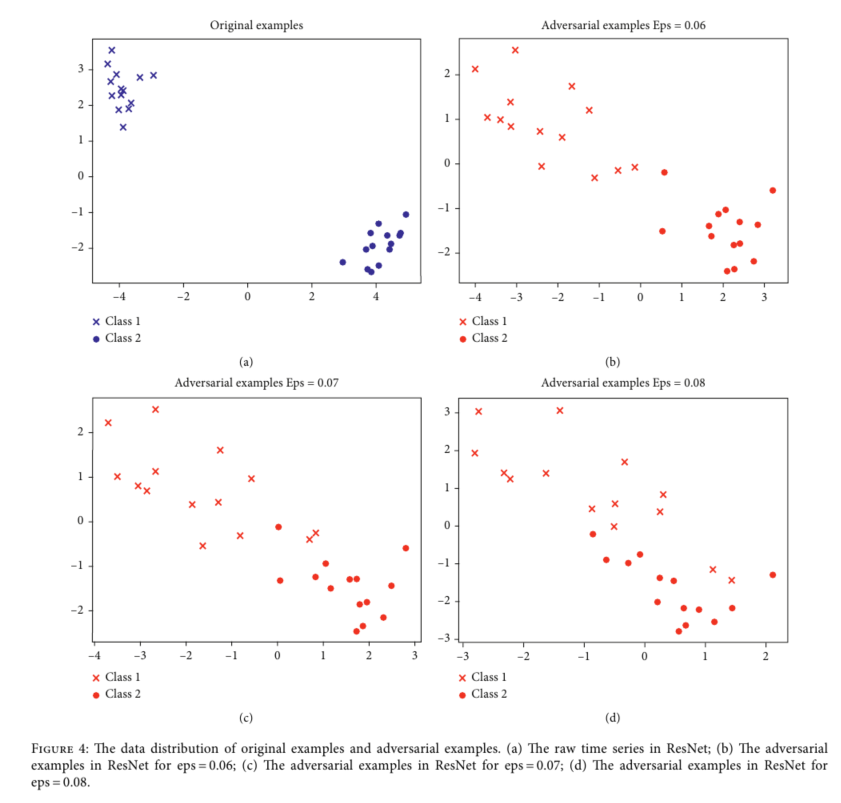 Original examples
3
2
1
0
−1
−2
−4
−2
0
2
4
Class 1
Class 2
(a)
Adversarial examples Eps = 0.06
2
1
0
−1
−2
−4
−3
−2
−1
0
1
2
3
Class 1
Class 2
(b)
Adversarial examples Eps = 0.07
2
1
0
−1
−2
−4
−3
−2
−1
0
1
2
3
Class 1
Class 2
(c)
Adversarial examples Eps = 0.08
3
2
1
0
−1
−2
−3
−3
−2
−1
0
1
2
Class 1
Class 2
(d)
Figure 4: The data distribution of original examples and adversarial examples. (a) The raw time series in ResNet; (b) The adversarial
examples in ResNet for eps = 0.06; (c) The adversarial examples in ResNet for eps = 0.07; (d) The adversarial examples in ResNet for
eps = 0.08.